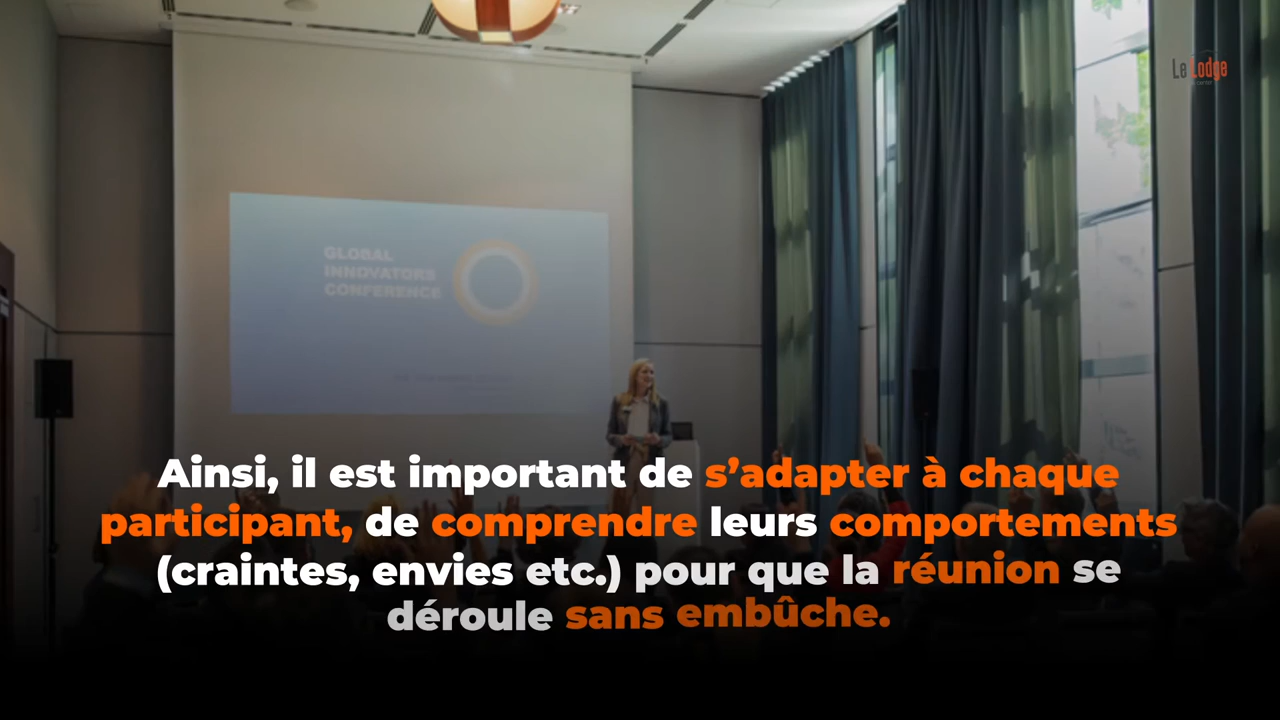 Le Lodge
GLOBAL
INNOVATORS
CONFERENCE
Ainsi, il est important de s’adapter à chaque
participant, de comprendre leurs comportements
(craintes, envies etc.) pour que la réunion se
déroule sans embûche.